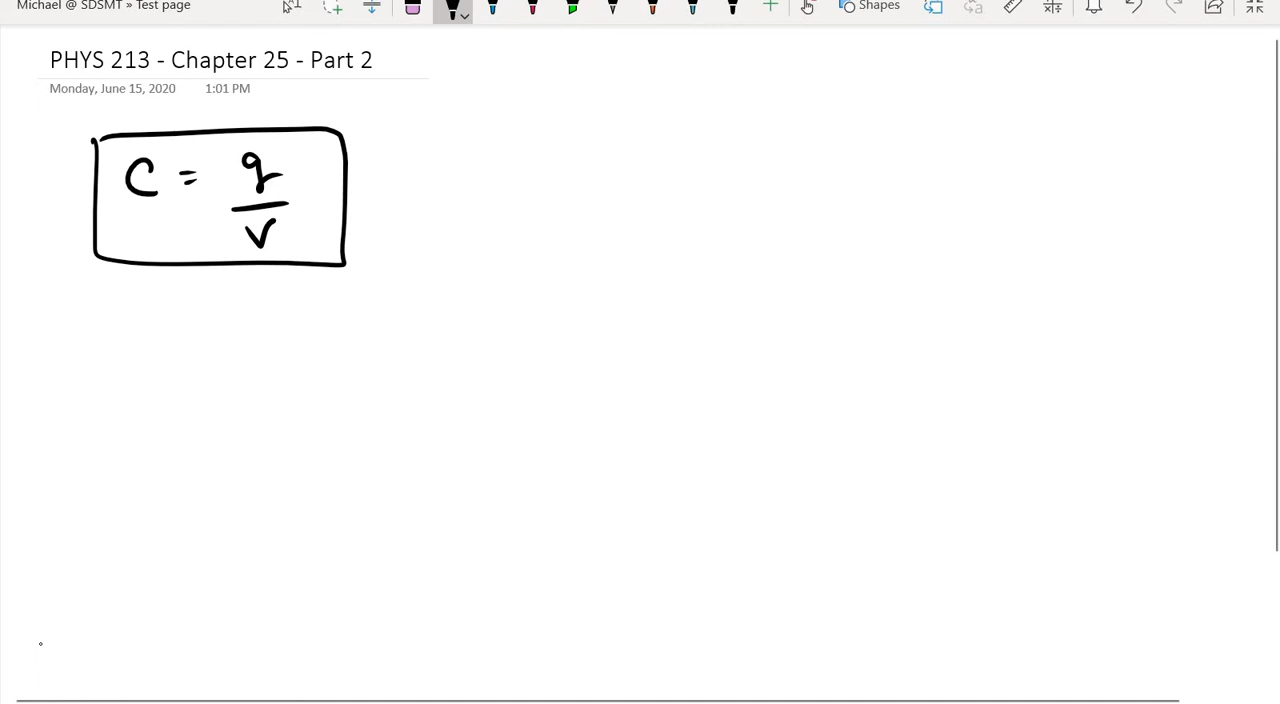 Michael @ SDSMT » Test page
Shapes
PHYS 213 - Chapter 25 - Part 2
Monday, June 15, 2020 1:01 PM
C = q
V